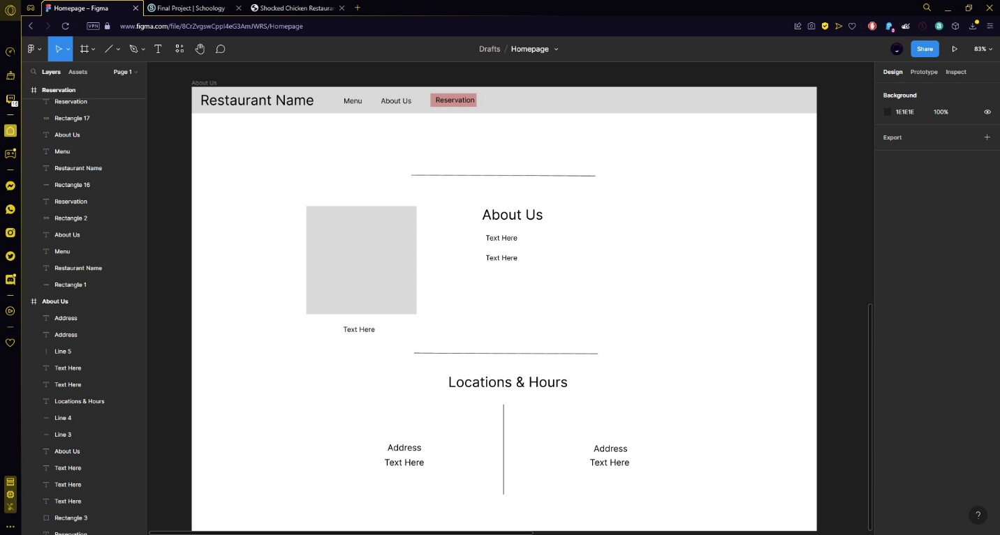 Homepage – Figma
Final Project | Schoology
Shocked Chicken Restauran
VPN
www.figma.com/file/8CrZvgswCppI4eG3AmJWRS/Homepage
0
Drafts / Homepage
Share
83%
Layers
Assets
Page 1
Design
Prototype
Inspect
Reservation
Reservation
Rectangle 17
About Us
Menu
Restaurant Name
Rectangle 16
Reservation
Rectangle 2
About Us
Menu
Restaurant Name
Rectangle 1
About Us
Address
Address
Line 5
Text Here
Text Here
Locations & Hours
Line 4
Line 3
About Us
Text Here
Text Here
Text Here
Rectangle 3
Reservation
About Us
Restaurant Name
Menu
About Us
Reservation
About Us
Text Here
Text Here
Text Here
Locations & Hours
Address
Text Here
Address
Text Here
Background
1E1E1E
100%
Export
?